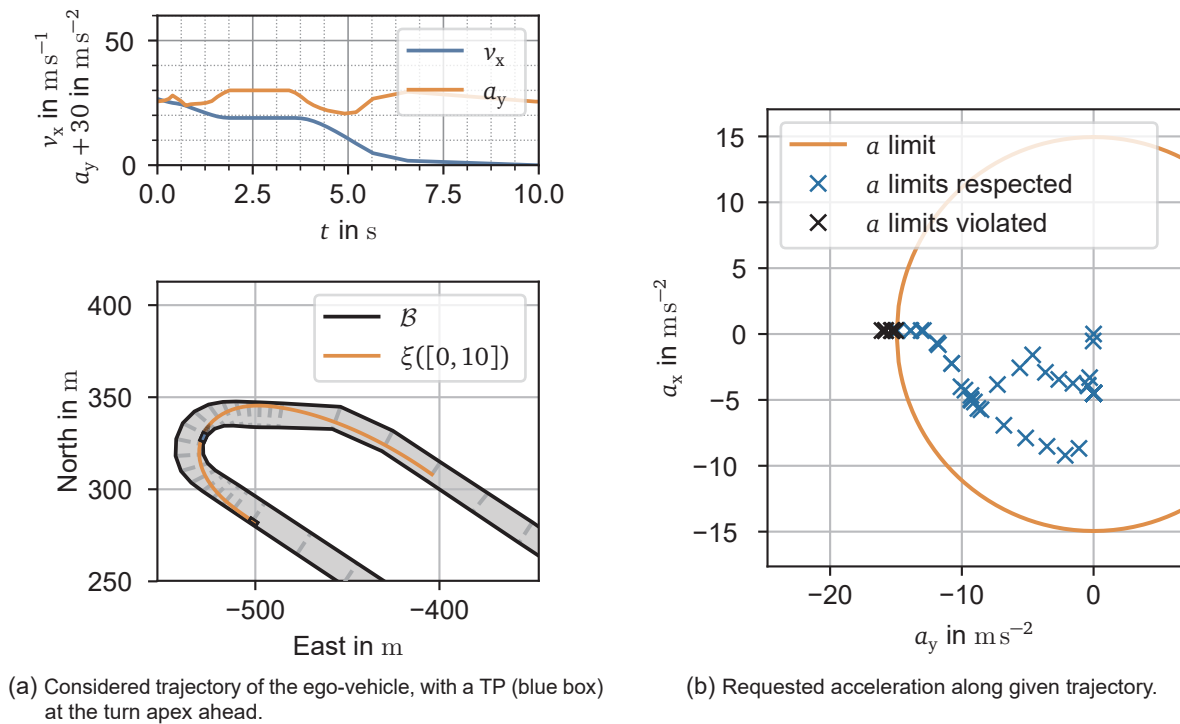 50
0
v_x in m s⁻¹
a_y + 30 in m s⁻²
v_x
a_y
0.0 2.5 5.0 7.5 10.0
t in s
400
350
300
250
North in m
ℬ
ξ([0, 10])
−500 −400
East in m
(a) Considered trajectory of the ego-vehicle, with a TP (blue box)
at the turn apex ahead.
15
10
5
0
−5
−10
−15
a_x in m s⁻²
a limit
a limits respected
a limits violated
−20 −10 0
a_y in m s⁻²
(b) Requested acceleration along given trajectory.